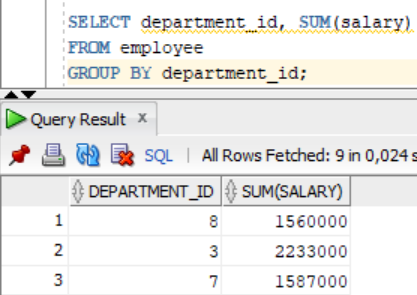 SELECT department_id, SUM(salary)
FROM employee
GROUP BY department_id;
Query Result x
SQL | All Rows Fetched: 9 in 0,024 s
DEPARTMENT_ID SUM(SALARY)
1 8 1560000
2 3 2233000
3 7 1587000